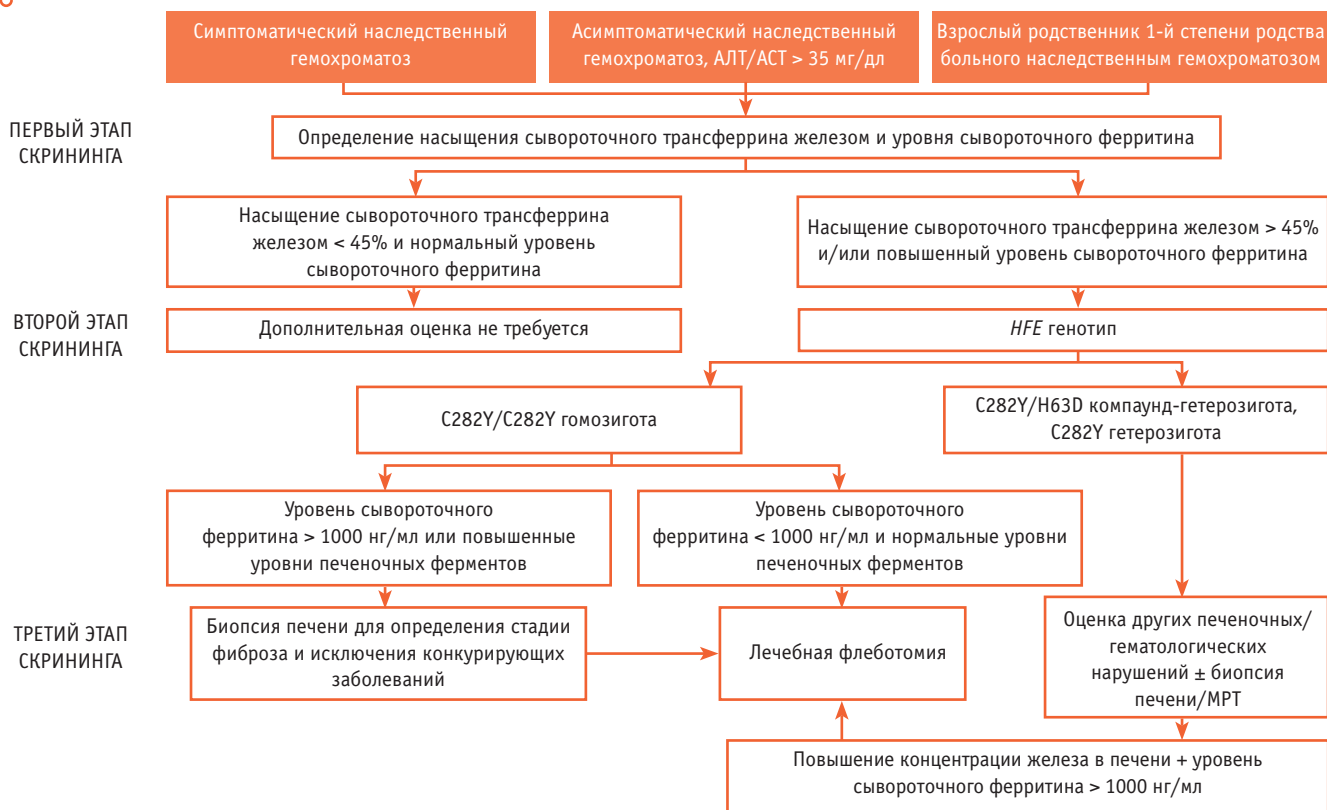 Симптоматический наследственный
гемохроматоз
Асимптоматический наследственный
гемохроматоз, АЛТ/АСТ > 35 мг/дл
Взрослый родственник 1-й степени родства
больного наследственным гемохроматозом
ПЕРВЫЙ ЭТАП
СКРИНИНГА
Определение насыщения сывороточного трансферрина железом и уровня сывороточного ферритина
Насыщение сывороточного трансферрина
железом < 45% и нормальный уровень
сывороточного ферритина
Насыщение сывороточного трансферрина железом > 45%
и/или повышенный уровень сывороточного ферритина
ВТОРОЙ ЭТАП
СКРИНИНГА
Дополнительная оценка не требуется
HFE генотип
C282Y/C282Y гомозигота
C282Y/H63D компаунд-гетерозигота,
C282Y гетерозигота
Уровень сывороточного
ферритина > 1000 нг/мл или повышенные
уровни печеночных ферментов
Уровень сывороточного
ферритина < 1000 нг/мл и нормальные уровни
печеночных ферментов
ТРЕТИЙ ЭТАП
СКРИНИНГА
Биопсия печени для определения стадии
фиброза и исключения конкурирующих
заболеваний
Лечебная флеботомия
Оценка других печеночных/
гематологических
нарушений ± биопсия
печени/МРТ
Повышение концентрации железа в печени + уровень
сывороточного ферритина > 1000 нг/мл